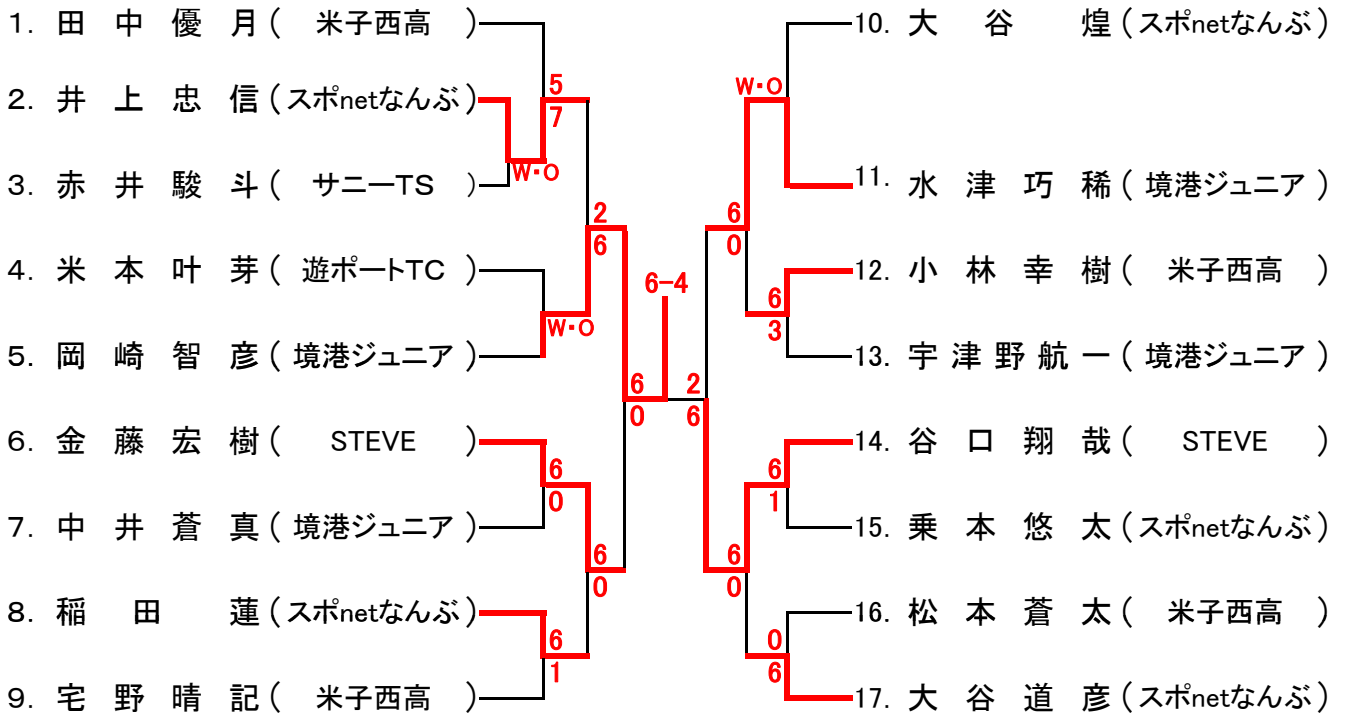 1. 田中優月 ( 米子西高 )
5
7
2. 井上忠信 (スポnetなんぶ)
W・O
3. 赤井駿斗 ( サニーTS )
2
6
4. 米本叶芽 ( 遊ポートTC )
W・O
5. 岡崎智彦 ( 境港ジュニア )
6
0
6. 金藤宏樹 ( STEVE )
6
0
7. 中井蒼真 ( 境港ジュニア )
6
0
8. 稲田蓮 (スポnetなんぶ)
6
1
9. 宅野晴記 ( 米子西高 )
6-4
10. 大谷煌 (スポnetなんぶ)
W・O
11. 水津巧稀 ( 境港ジュニア )
6
0
12. 小林幸樹 ( 米子西高 )
6
3
13. 宇津野航一 ( 境港ジュニア )
2
6
14. 谷口翔哉 ( STEVE )
6
1
15. 乗本悠太 (スポnetなんぶ)
6
0
16. 松本蒼太 ( 米子西高 )
0
6
17. 大谷道彦 (スポnetなんぶ)